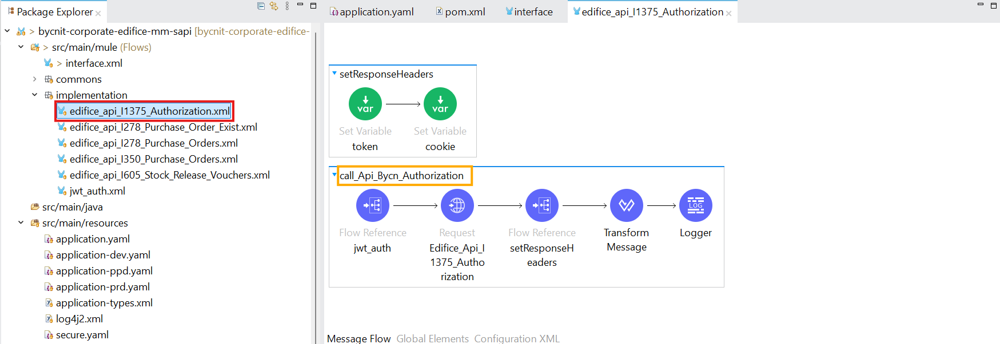 Package Explorer
> bycnit-corporate-edifice-mm-sapi [bycnit-corporate-edifice-
> src/main/mule (Flows)
> interface.xml
commons
implementation
edifice_api_I1375_Authorization.xml
edifice_api_I278_Purchase_Order_Exist.xml
edifice_api_I278_Purchase_Orders.xml
edifice_api_I350_Purchase_Orders.xml
edifice_api_I605_Stock_Release_Vouchers.xml
jwt_auth.xml
src/main/java
src/main/resources
application.yaml
application-dev.yaml
application-ppd.yaml
application-prd.yaml
application-types.xml
log4j2.xml
secure.yaml
application.yaml
pom.xml
interface
edifice_api_I1375_Authorization
setResponseHeaders
var
var
Set Variable
Set Variable
token
cookie
call_Api_Bycn_Authorization
LOG
Flow Reference
jwt_auth
Request
Edifice_Api_I
1375_Autho
rization
Flow Reference
setResponseH
eaders
Transform
Message
Logger
Message Flow
Global Elements
Configuration XML